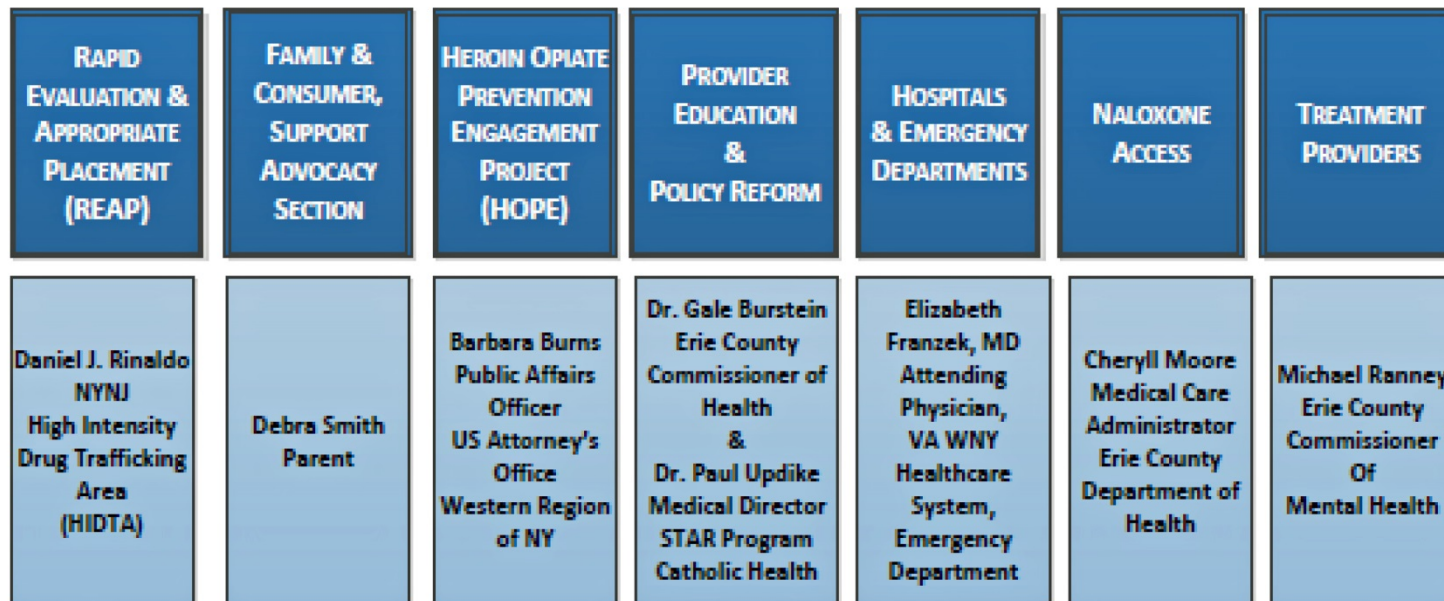 RAPID
EVALUATION &
APPROPRIATE
PLACEMENT
(REAP)
FAMILY &
CONSUMER,
SUPPORT
ADVOCACY
SECTION
HEROIN OPIATE
PREVENTION
ENGAGEMENT
PROJECT
(HOPE)
PROVIDER
EDUCATION
&
POLICY REFORM
HOSPITALS
& EMERGENCY
DEPARTMENTS
NALOXONE
ACCESS
TREATMENT
PROVIDERS
Daniel J. Rinaldo
NYNJ
High Intensity
Drug Trafficking
Area
(HIDTA)
Debra Smith
Parent
Barbara Burns
Public Affairs
Officer
US Attorney's
Office
Western Region
of NY
Dr. Gale Burstein
Erie County
Commissioner of
Health
&
Dr. Paul Updike
Medical Director
STAR Program
Catholic Health
Elizabeth
Franzek, MD
Attending
Physician,
VA WNY
Healthcare
System,
Emergency
Department
Cheryll Moore
Medical Care
Administrator
Erie County
Department of
Health
Michael Ranney
Erie County
Commissioner
Of
Mental Health